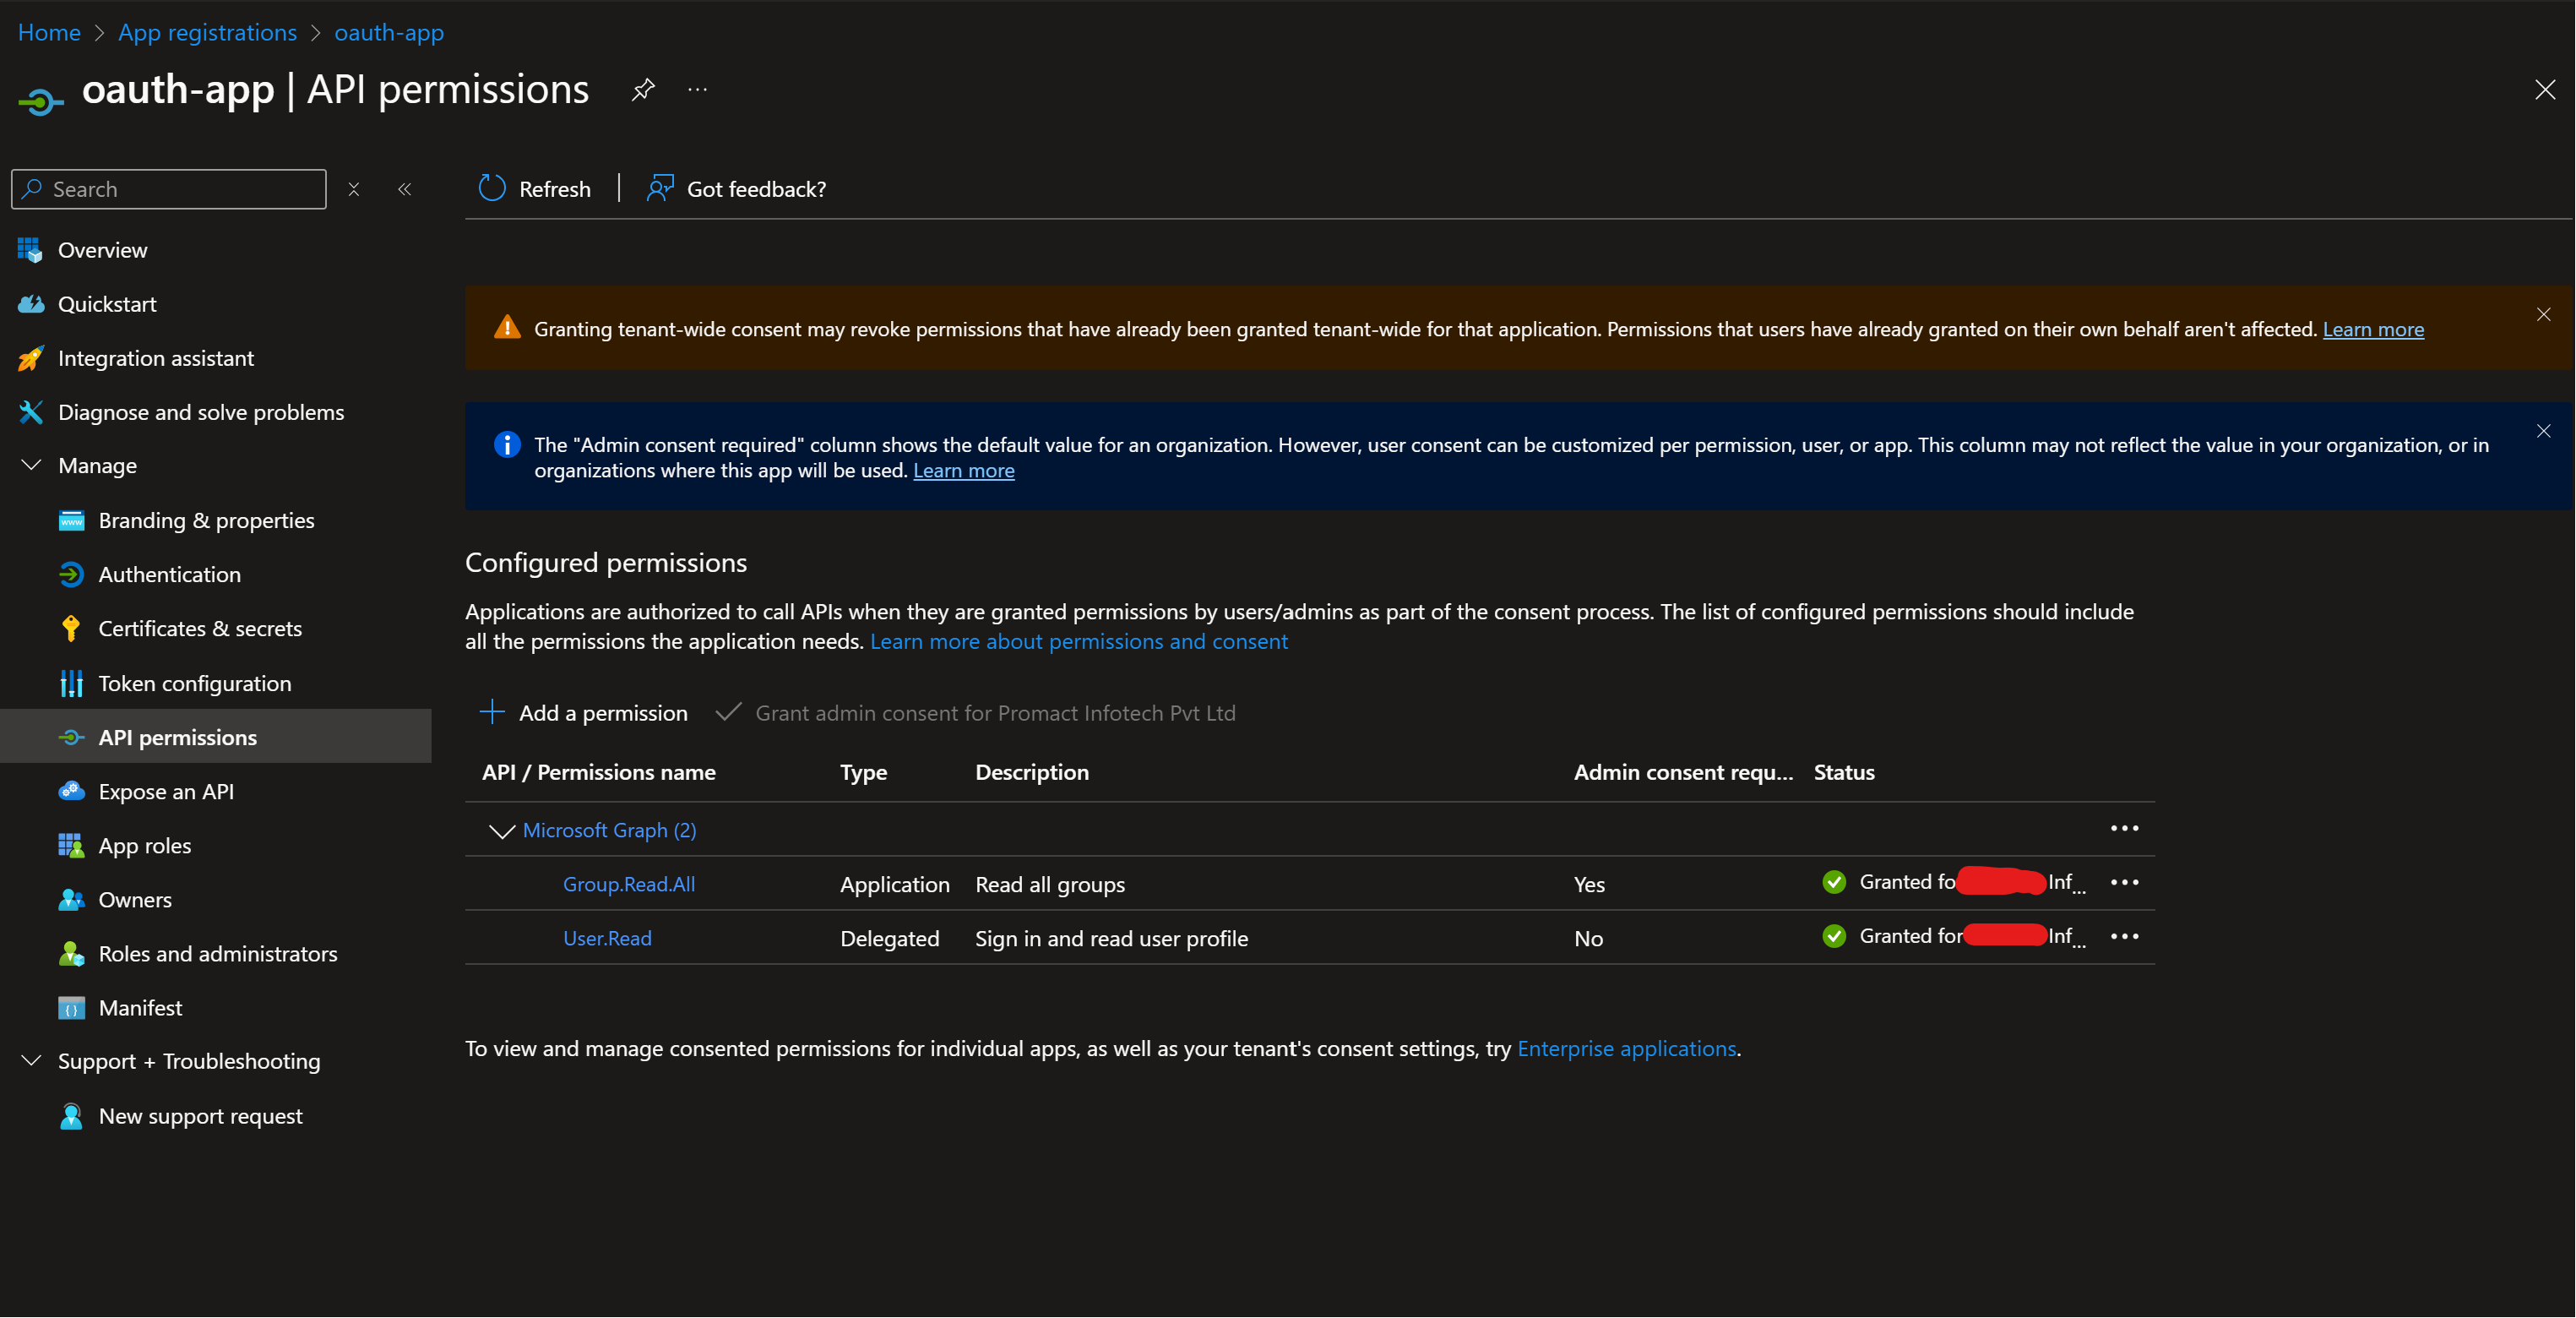 Home > App registrations > oauth-app
oauth-app | API permissions
Search
Refresh
Got feedback?
Overview
Quickstart
Integration assistant
Diagnose and solve problems
Manage
Branding & properties
Authentication
Certificates & secrets
Token configuration
API permissions
Expose an API
App roles
Owners
Roles and administrators
Manifest
Support + Troubleshooting
New support request
Granting tenant-wide consent may revoke permissions that have already been granted tenant-wide for that application. Permissions that users have already granted on their own behalf aren't affected. Learn more
The "Admin consent required" column shows the default value for an organization. However, user consent can be customized per permission, user, or app. This column may not reflect the value in your organization, or in
organizations where this app will be used. Learn more
Configured permissions
Applications are authorized to call APIs when they are granted permissions by users/admins as part of the consent process. The list of configured permissions should include
all the permissions the application needs. Learn more about permissions and consent
Add a permission
Grant admin consent for Promact Infotech Pvt Ltd
API / Permissions name Type Description Admin consent requ... Status
Microsoft Graph (2)
Group.Read.All Application Read all groups Yes Granted fo Inf...
User.Read Delegated Sign in and read user profile No Granted for Inf...
To view and manage consented permissions for individual apps, as well as your tenant's consent settings, try Enterprise applications.